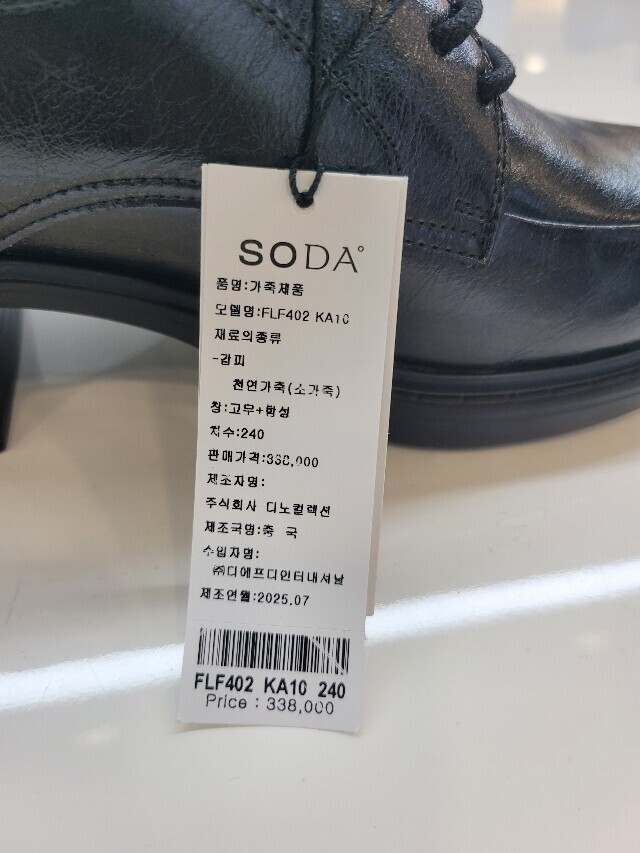 SODA
품명:가죽제품
모델명:FLF402 KA10
재료의종류
-겉피
천연가죽(소가죽)
창:고무+합성
치수:240
판매가격:338,000
제조자명:
주식회사 디노컬렉션
제조국명:중 국
수입자명:
㈜디에프디인터내셔날
제조연월:2025.07
FLF402 KA10 240
Price : 338,000